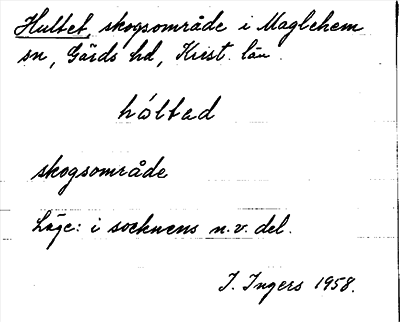 Hultet, skogsområde i Maglehem
sn, Gärds hd, Krist. län.
hóltad
skogsområde
Läge: i socknens n.v. del.
I. Ingers 1958.